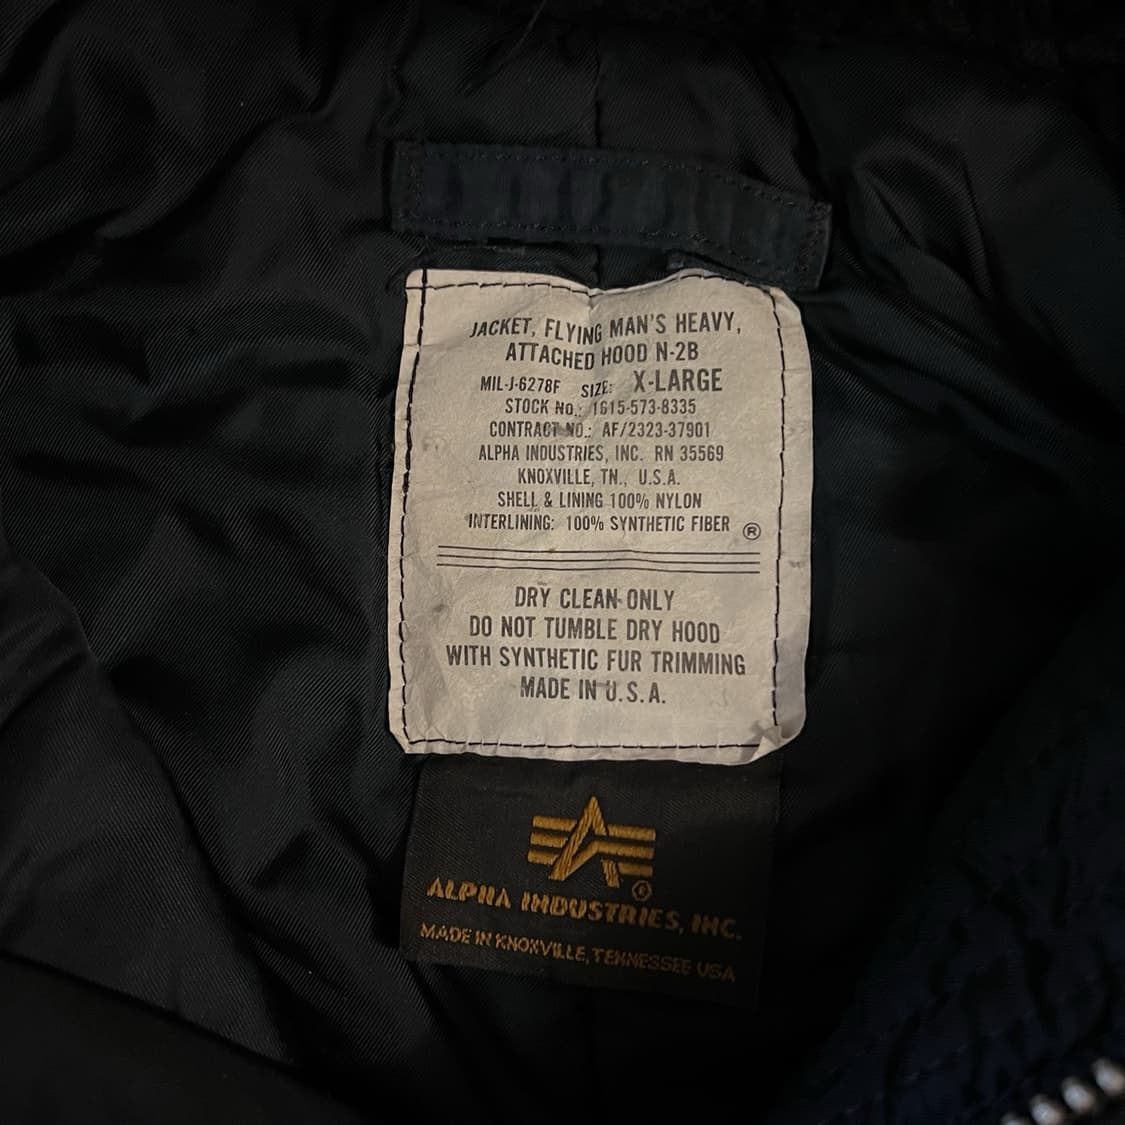 JACKET, FLYING MAN'S HEAVY,
ATTACHED HOOD N-2B
MIL-J-6278F SIZE: X-LARGE
STOCK NO.: 1615-573-8335
CONTRACT NO.: AF/2323-37901
ALPHA INDUSTRIES, INC. RN 35569
KNOXVILLE, TN., U.S.A.
SHELL & LINING 100% NYLON
INTERLINING: 100% SYNTHETIC FIBER ®
DRY CLEAN ONLY
DO NOT TUMBLE DRY HOOD
WITH SYNTHETIC FUR TRIMMING
MADE IN U.S.A.
ALPHA INDUSTRIES, INC.
MADE IN KNOXVILLE, TENNESSEE USA